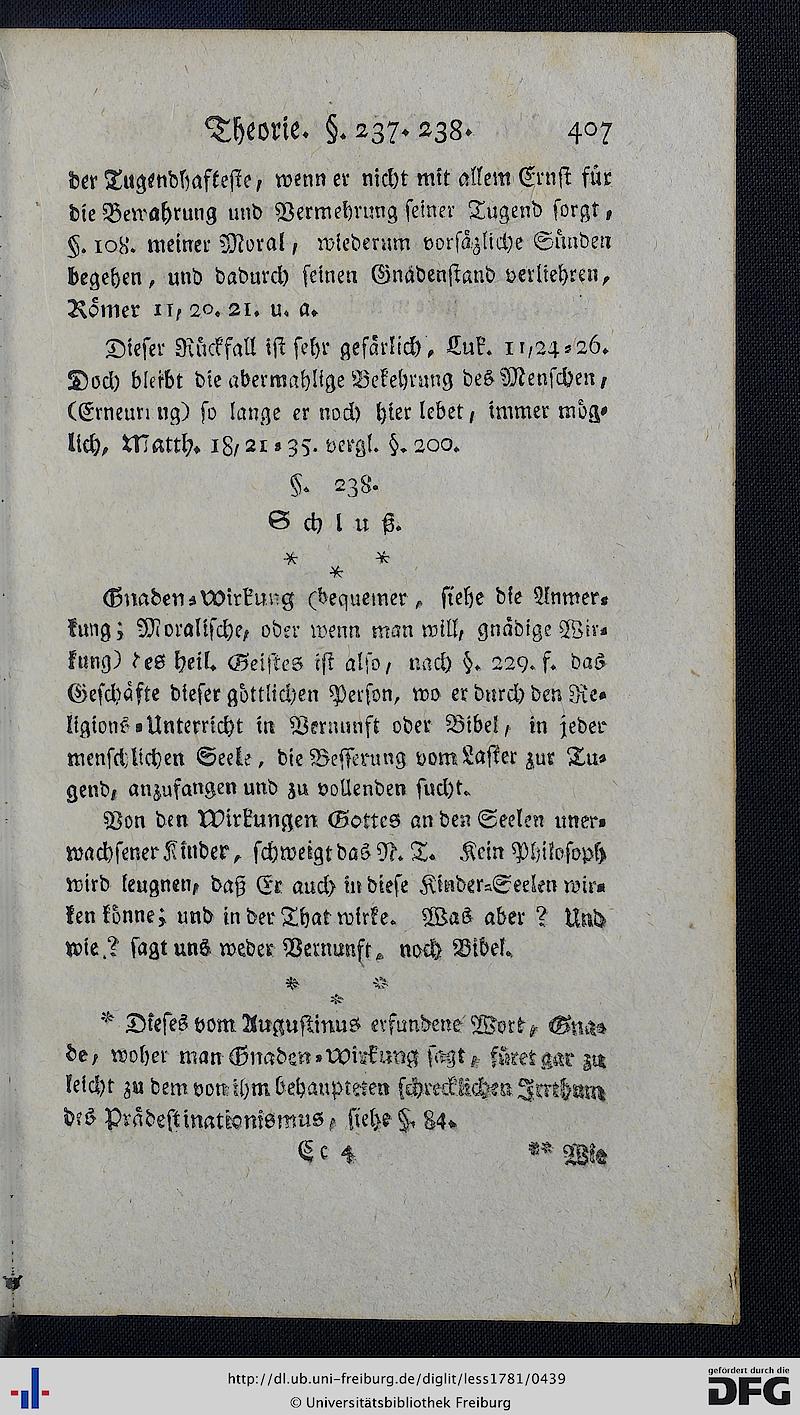 Theorie. §. 237. 238. 407
der Tugendhafteste, wenn er nicht mit allem Ernst für
die Bewahrung und Vermehrung seiner Tugend sorgt,
§. 108. meiner Moral, wiederum vorsäzliche Sünden
begehen, und dadurch seinen Gnadenstand verliehren,
Römer 11, 20. 21. u. a.
Dieser Rückfall ist sehr gefärlich, Luk. 11,24-26.
Doch bleibt die abermahlige Bekehrung des Menschen,
(Erneurung) so lange er noch hier lebet, immer mög-
lich, Matth. 18, 21-35. vergl. §. 200.
§. 238.
Schluß.
* * *
Gnaden-Wirkung (bequemer, siehe die Anmer-
kung; Moralische, oder wenn man will, gnädige Wir-
kung) des heil. Geistes ist also, nach §. 229. f. das
Geschäfte dieser göttlichen Person, wo er durch den Re-
ligions-Unterricht in Vernunft oder Bibel, in jeder
menschlichen Seele, die Besserung vom Laster zur Tu-
gend, anzufangen und zu vollenden sucht.
Von den Wirkungen Gottes an den Seelen uner-
wachsener Kinder, schweigt das N. T. Kein Philosoph
wird leugnen, daß Er auch in diese Kinder-Seelen wir-
ken könne; und in der That wirke. Was aber? Und
wie? sagt uns weder Vernunft, noch Bibel.
* * *
* Dieses vom Augustinus erfundene Wort, Gna-
de, woher man Gnaden-Wirkung sagt, füret gar zu
leicht zu dem von ihm behaupteten schrecklichen Irrthum
des Prädestinationismus, siehe §. 84.
Cc 4 ** Wie
http://dl.ub.uni-freiburg.de/diglit/less1781/0439
© Universitätsbibliothek Freiburg
gefördert durch die
DFG